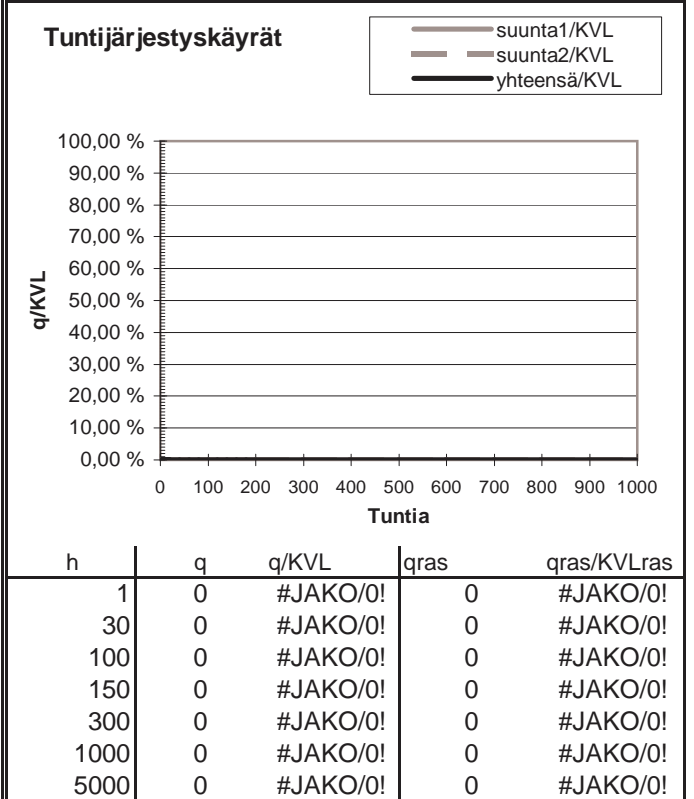 Tuntijärjestyskäyrät
suunta1/KVL
suunta2/KVL
yhteensä/KVL
100,00 %
90,00 %
80,00 %
70,00 %
60,00 %
50,00 %
40,00 %
30,00 %
20,00 %
10,00 %
0,00 %
q/KVL
0 100 200 300 400 500 600 700 800 900 1000
Tuntia
h q q/KVL qras qras/KVLras
1 0 #JAKO/0! 0 #JAKO/0!
30 0 #JAKO/0! 0 #JAKO/0!
100 0 #JAKO/0! 0 #JAKO/0!
150 0 #JAKO/0! 0 #JAKO/0!
300 0 #JAKO/0! 0 #JAKO/0!
1000 0 #JAKO/0! 0 #JAKO/0!
5000 0 #JAKO/0! 0 #JAKO/0!